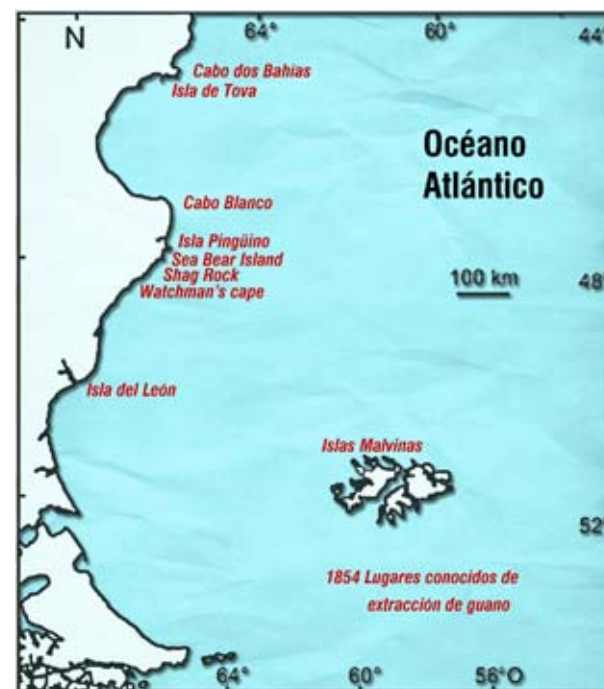 N
64°
60°
44°
Cabo dos Bahias
Isla de Tova
Océano
Atlántico
Cabo Blanco
Isla Pingüino
Sea Bear Island
Shag Rock
Watchman's cape
100 km
48°
Isla del León
Islas Malvinas
52°
1854 Lugares conocidos de
extracción de guano
64°
60°
56°O